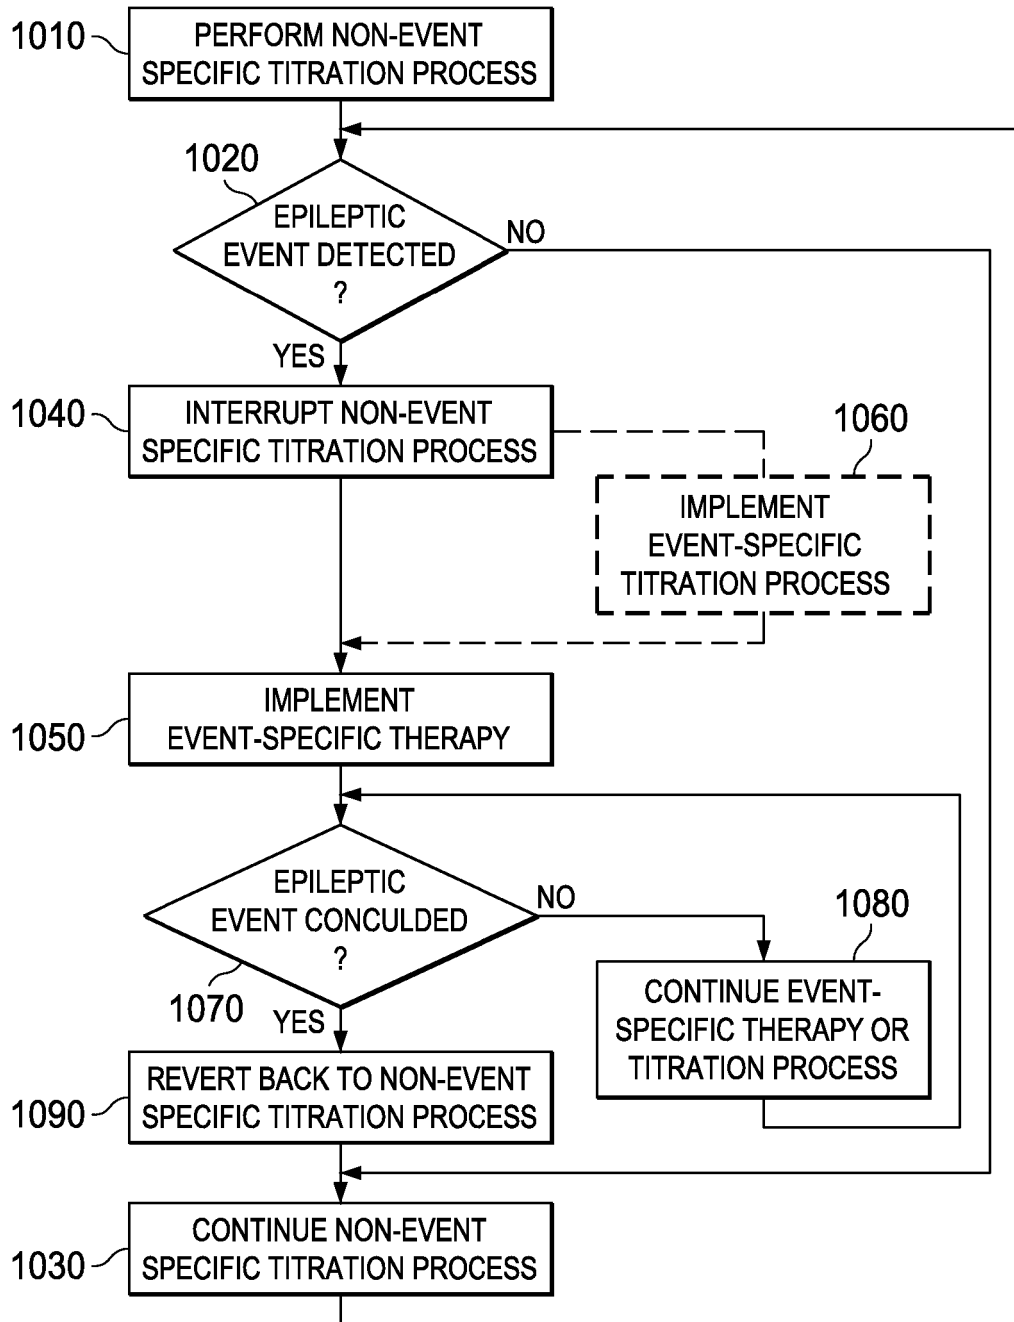 1010
PERFORM NON-EVENT
SPECIFIC TITRATION PROCESS
1020
EPILEPTIC
EVENT DETECTED
?
NO
YES
1040
INTERRUPT NON-EVENT
SPECIFIC TITRATION PROCESS
1060
IMPLEMENT
EVENT-SPECIFIC
TITRATION PROCESS
1050
IMPLEMENT
EVENT-SPECIFIC THERAPY
EPILEPTIC
EVENT CONCULDED
?
NO
1070
YES
1080
CONTINUE EVENT-
SPECIFIC THERAPY OR
TITRATION PROCESS
1090
REVERT BACK TO NON-EVENT
SPECIFIC TITRATION PROCESS
1030
CONTINUE NON-EVENT
SPECIFIC TITRATION PROCESS